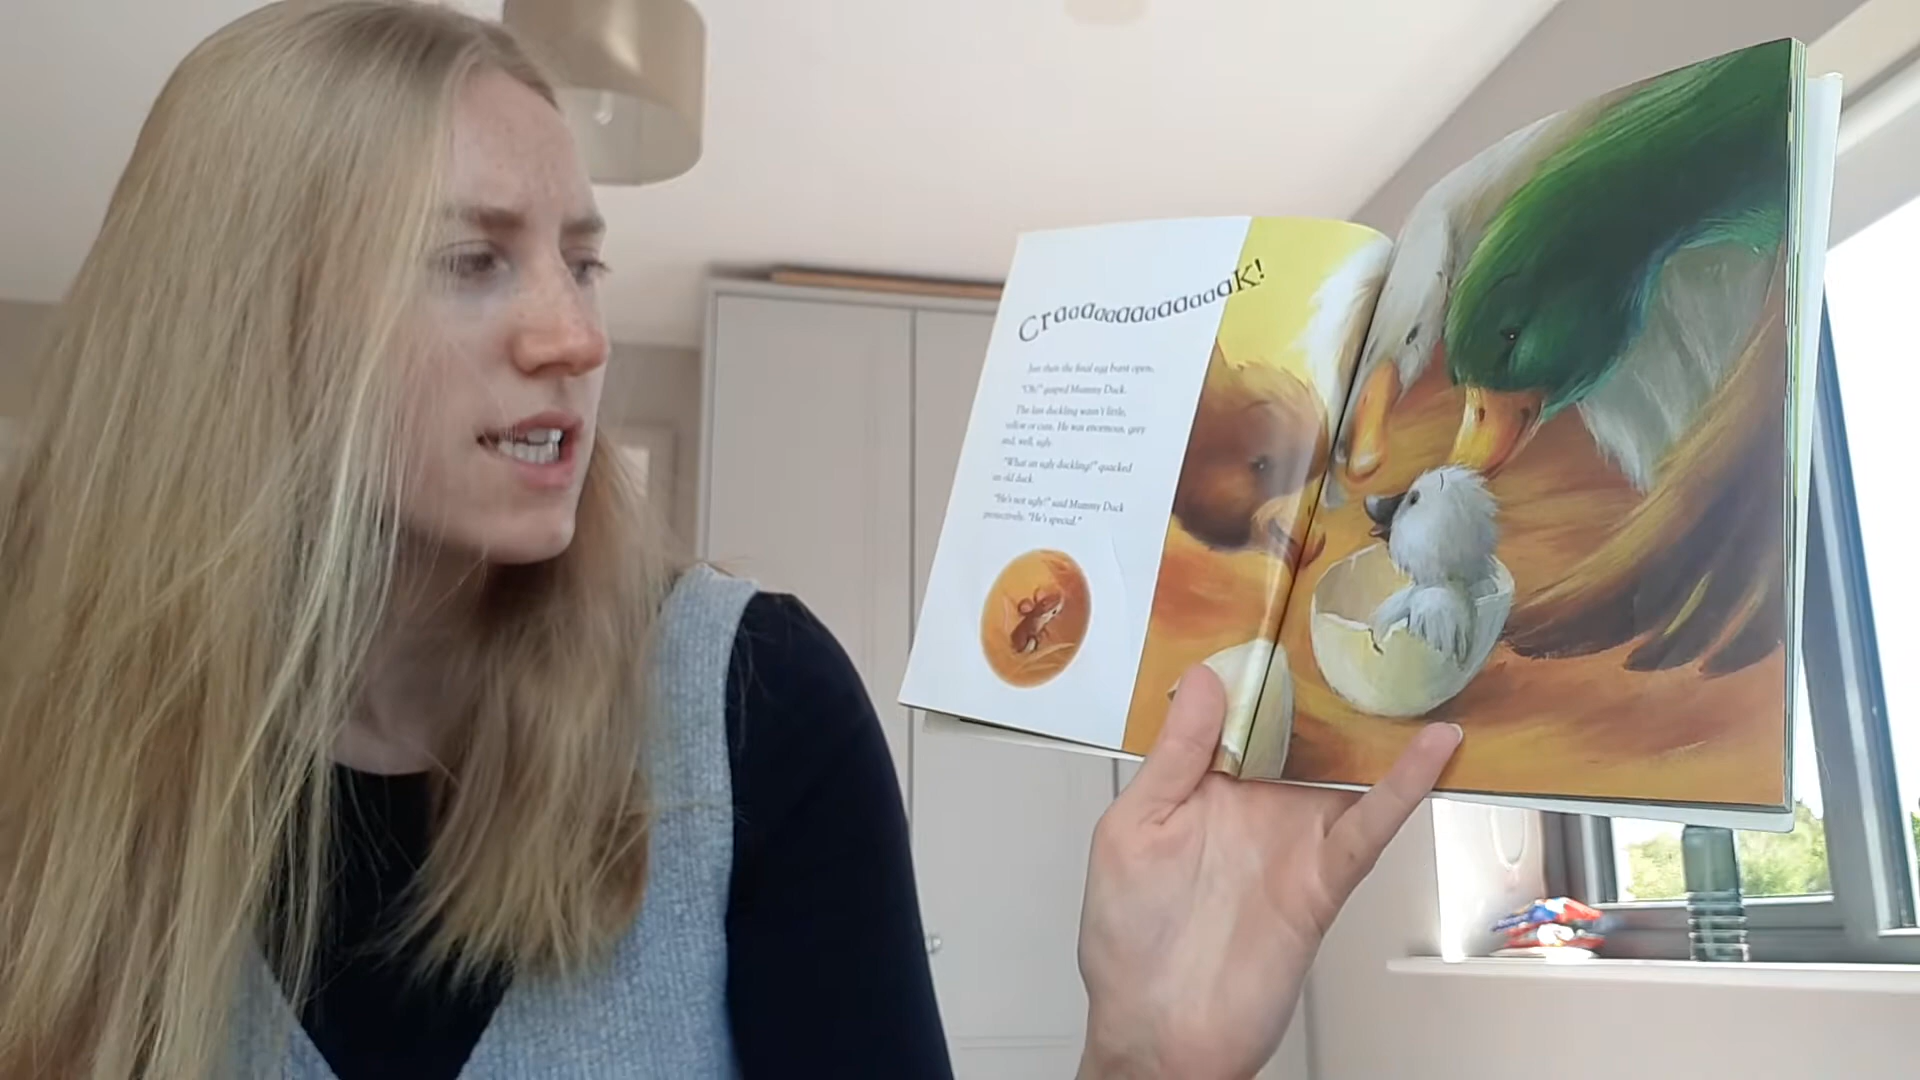 Craaaaaaaaaaaaak!
Just then the final egg burst open.
"Oh!" gasped Mummy Duck.
The last duckling wasn't little,
yellow or cute. He was enormous, grey
and, well, ugly.
"What an ugly duckling!" quacked
an old duck.
"He's not ugly!" said Mummy Duck
protectively. "He's special."